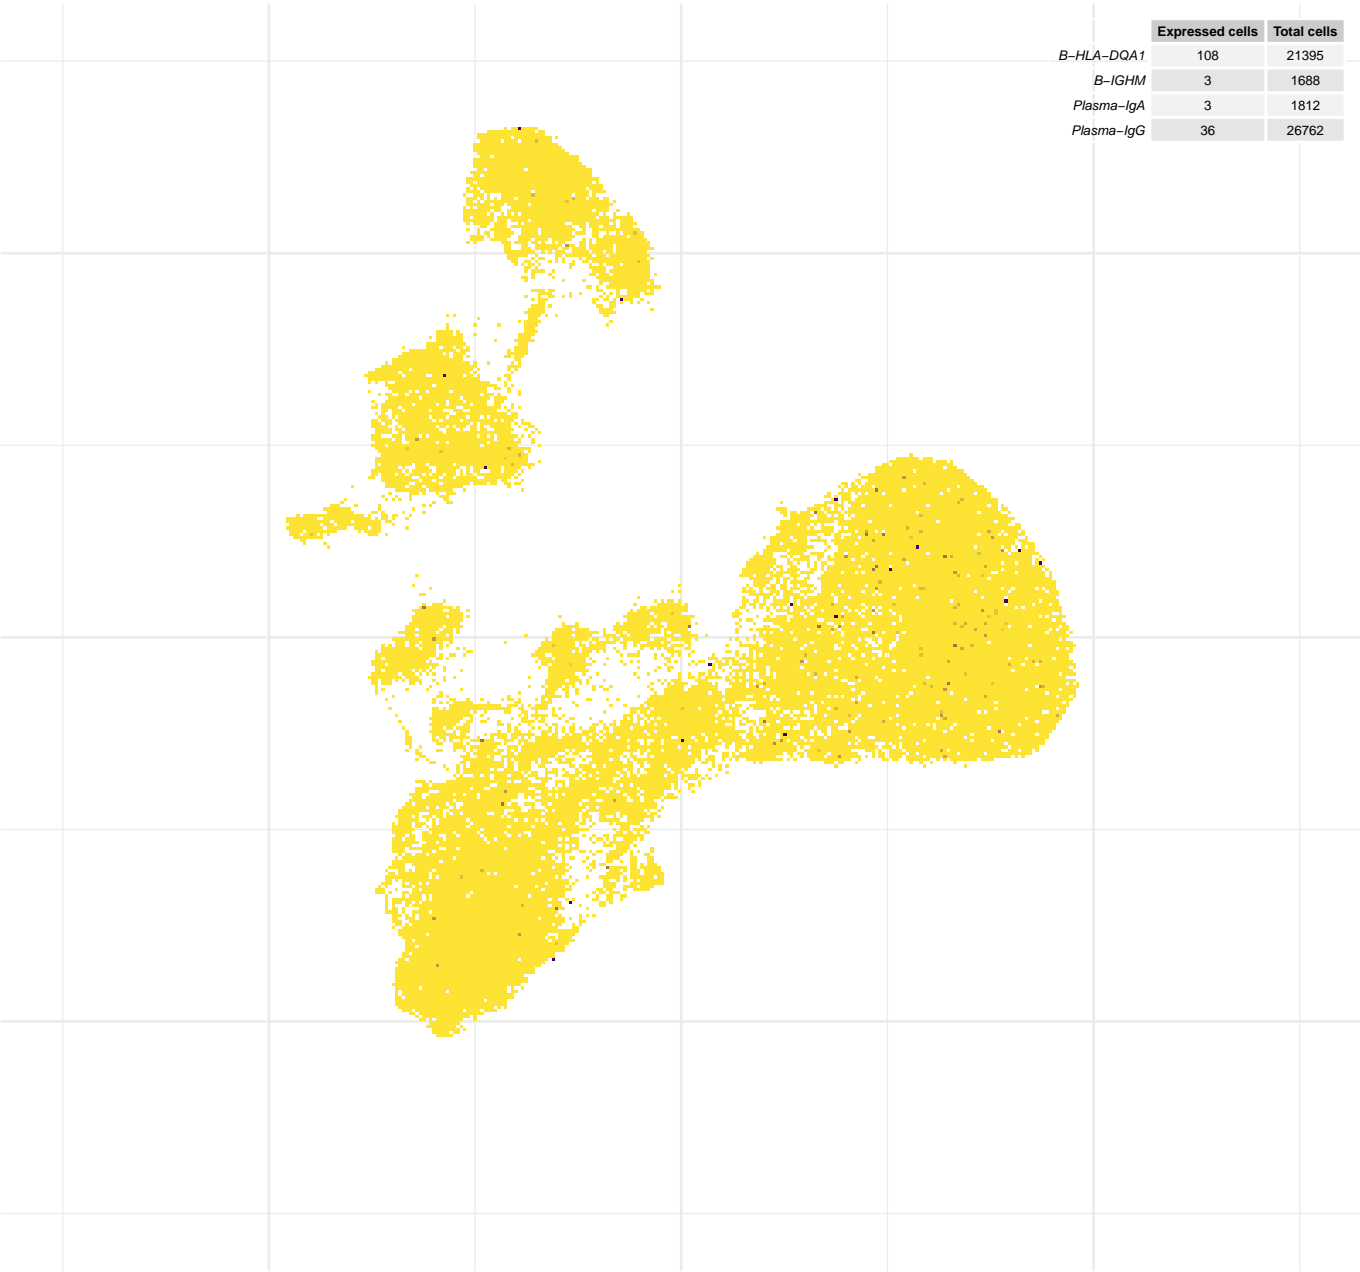 Expressed cells Total cells
B−HLA−DQA1 108 21395
B−IGHM 3 1688
Plasma−IgA 3 1812
Plasma−IgG 36 26762